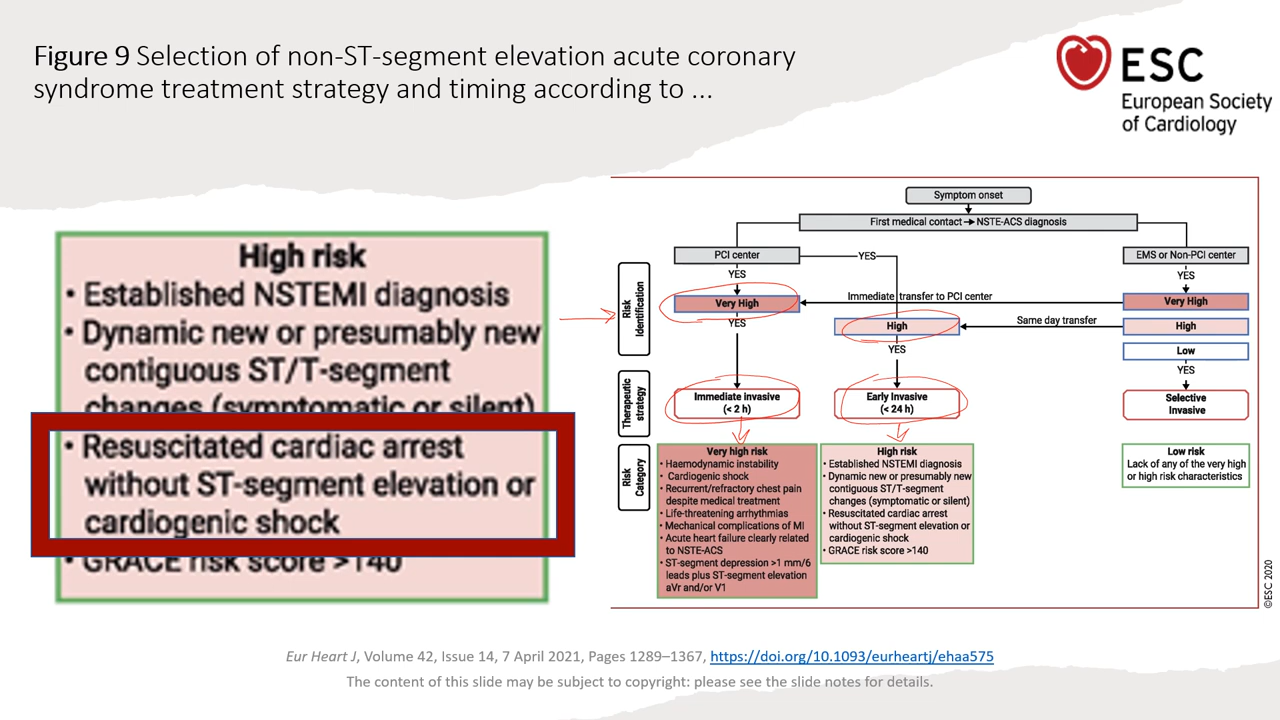 Figure 9 Selection of non-ST-segment elevation acute coronary
syndrome treatment strategy and timing according to ...
ESC
European Society
of Cardiology
High risk
• Established NSTEMI diagnosis
• Dynamic new or presumably new
contiguous ST/T-segment
changes (symptomatic or silent)
• Resuscitated cardiac arrest
without ST-segment elevation or
cardiogenic shock
• GRACE risk score >140
Symptom onset
First medical contact → NSTE-ACS diagnosis
PCI center
YES
EMS or Non-PCI center
YES
YES
Risk
Identification
Very High
Immediate transfer to PCI center
Very High
YES
High
Same day transfer
High
YES
Low
YES
Therapeutic
strategy
Immediate invasive
(< 2 h)
Early Invasive
(< 24 h)
Selective
Invasive
Risk
Category
Very high risk
• Haemodynamic instability
• Cardiogenic shock
• Recurrent/refractory chest pain
despite medical treatment
• Life-threatening arrhythmias
• Mechanical complications of MI
• Acute heart failure clearly related
to NSTE-ACS
• ST-segment depression >1 mm/6
leads plus ST-segment elevation
aVr and/or V1
High risk
• Established NSTEMI diagnosis
• Dynamic new or presumably new
contiguous ST/T-segment
changes (symptomatic or silent)
• Resuscitated cardiac arrest
without ST-segment elevation or
cardiogenic shock
• GRACE risk score >140
Low risk
Lack of any of the very high
or high risk characteristics
©ESC 2020
Eur Heart J, Volume 42, Issue 14, 7 April 2021, Pages 1289–1367, https://doi.org/10.1093/eurheartj/ehaa575
The content of this slide may be subject to copyright: please see the slide notes for details.